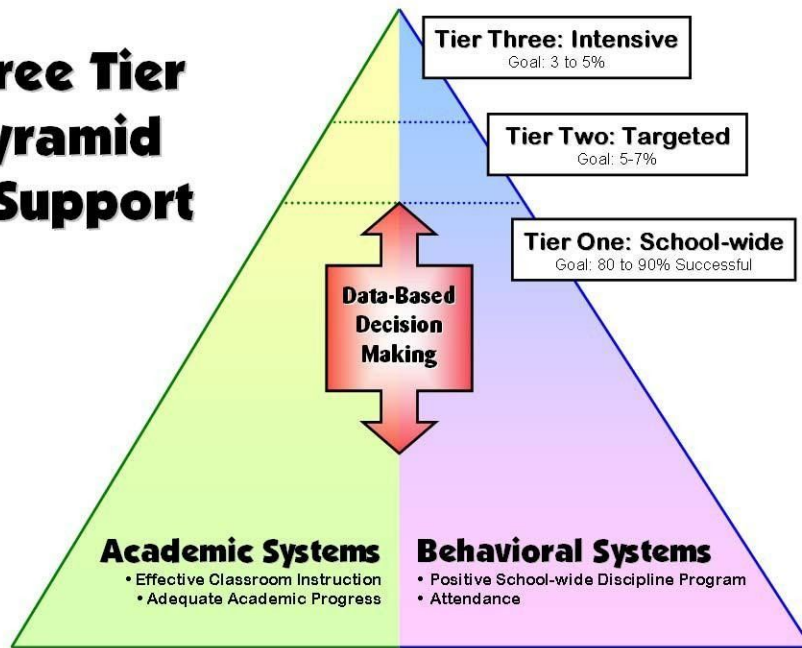 ree Tier
yramid
Support
Tier Three: Intensive
Goal: 3 to 5%
Tier Two: Targeted
Goal: 5-7%
Tier One: School-wide
Goal: 80 to 90% Successful
Data-Based
Decision
Making
Academic Systems
• Effective Classroom Instruction
• Adequate Academic Progress
Behavioral Systems
• Positive School-wide Discipline Program
• Attendance